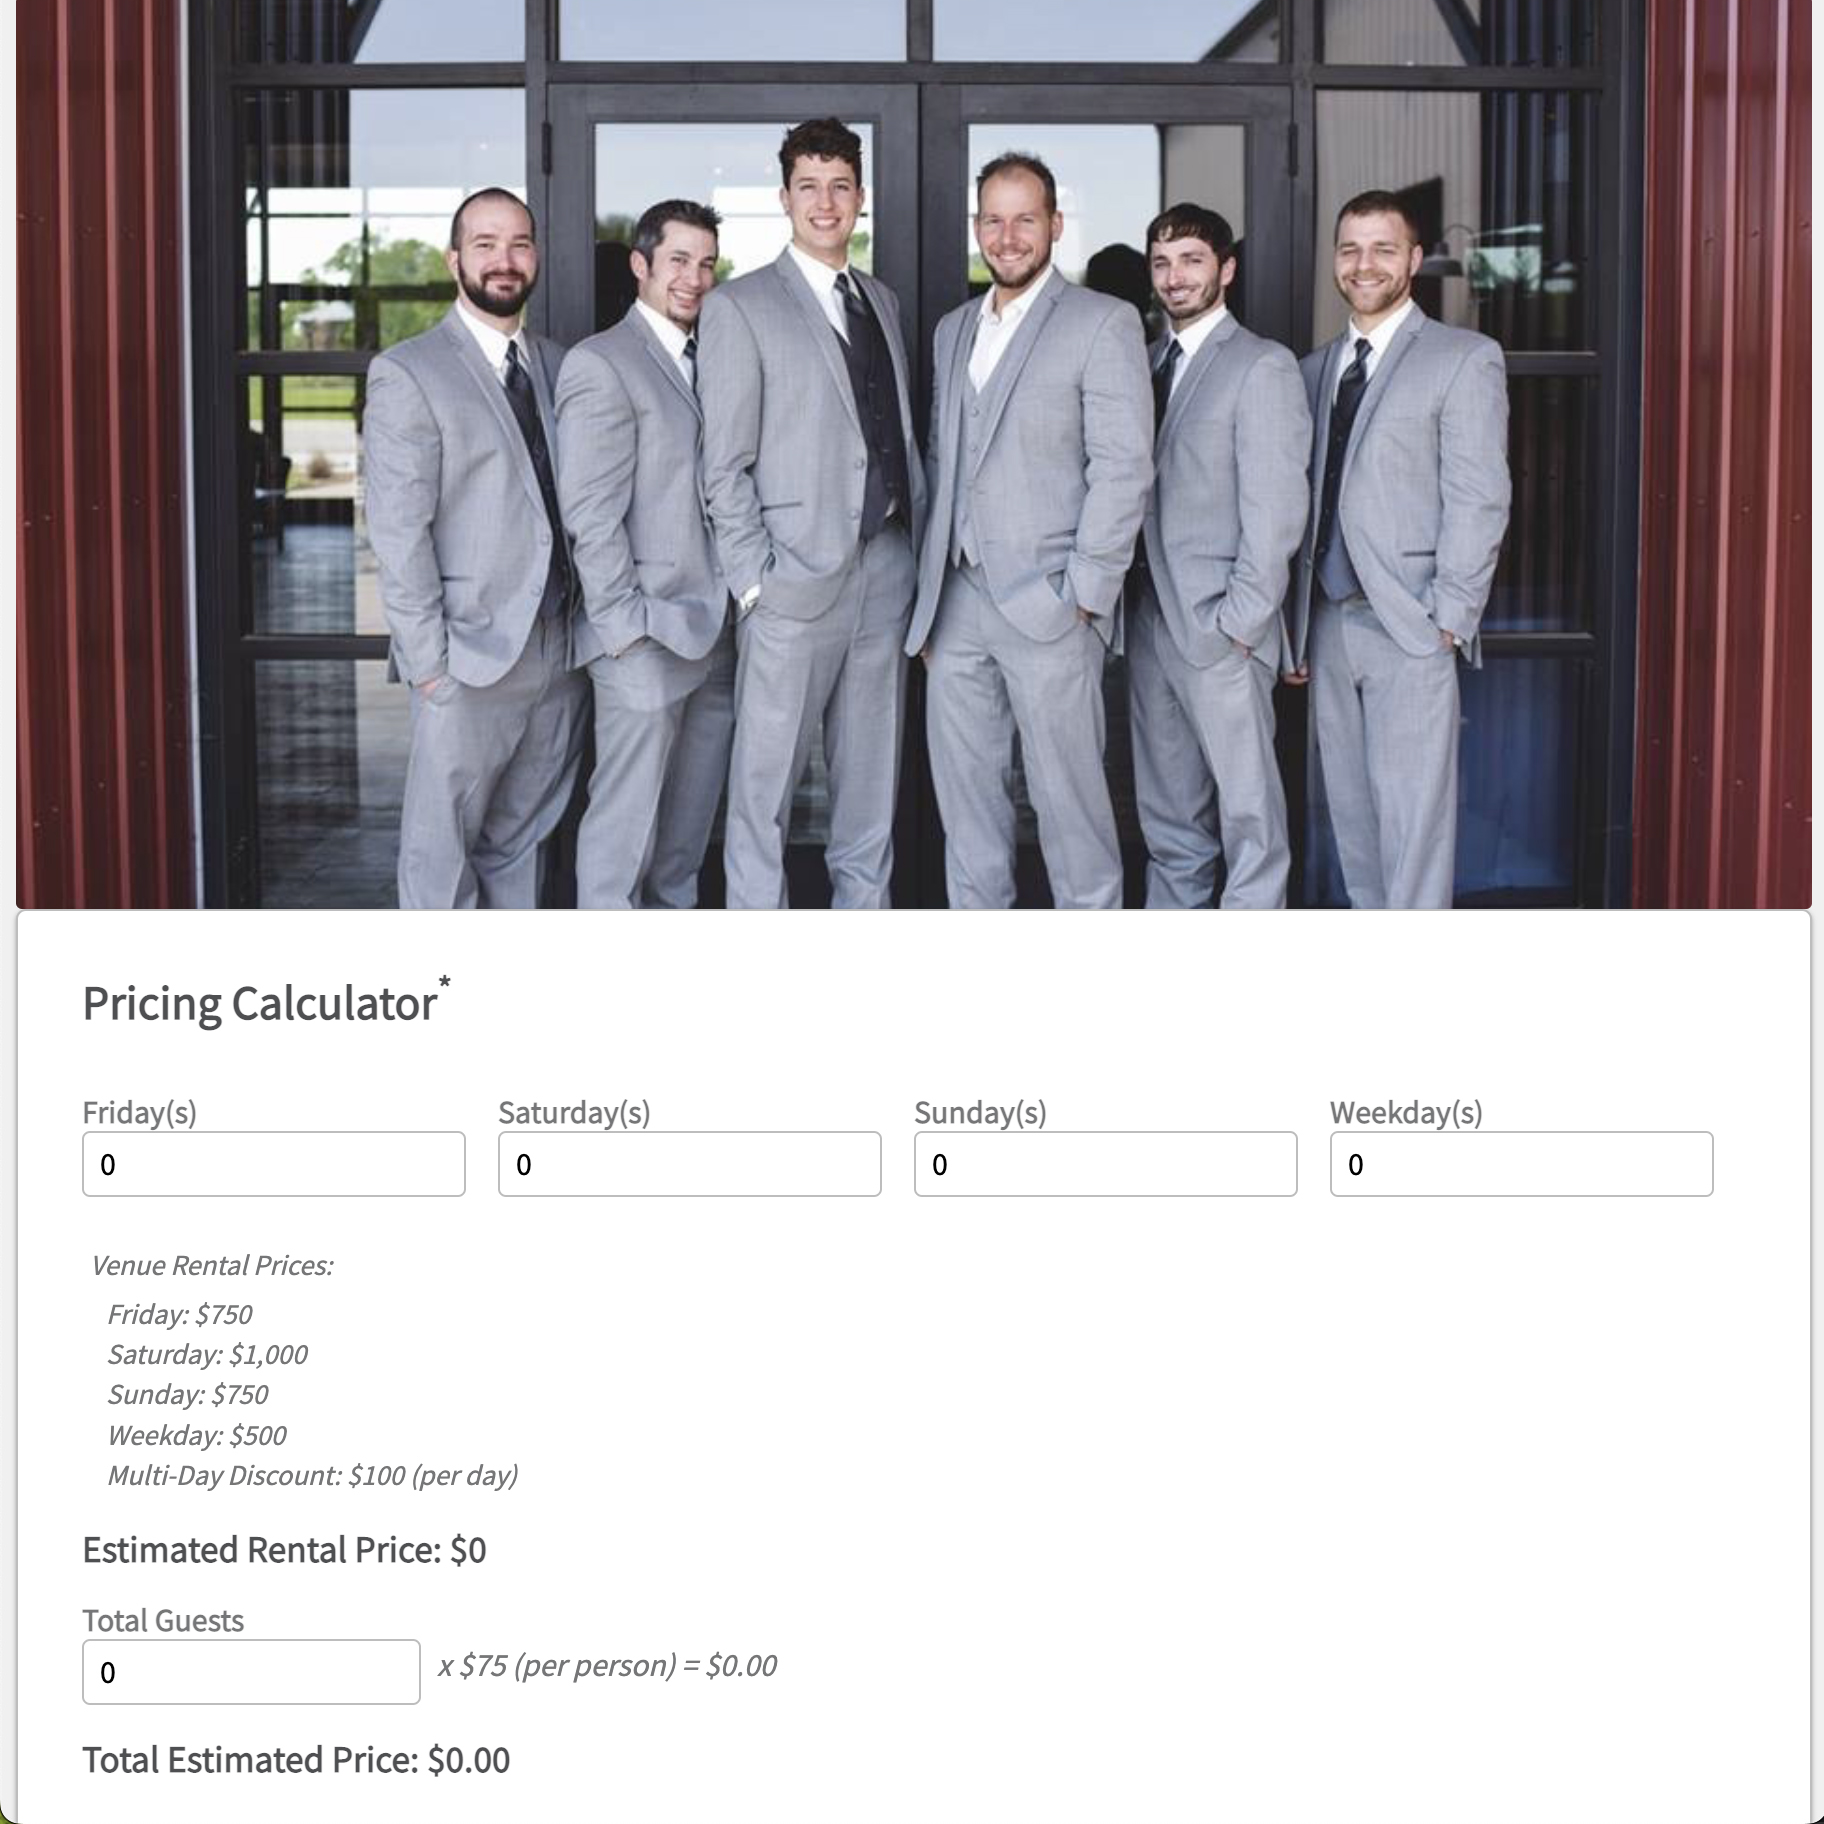 Pricing Calculator*
Friday(s) Saturday(s) Sunday(s) Weekday(s)
0 0 0 0
Venue Rental Prices:
Friday: $750
Saturday: $1,000
Sunday: $750
Weekday: $500
Multi-Day Discount: $100 (per day)
Estimated Rental Price: $0
Total Guests
0 x $75 (per person) = $0.00
Total Estimated Price: $0.00